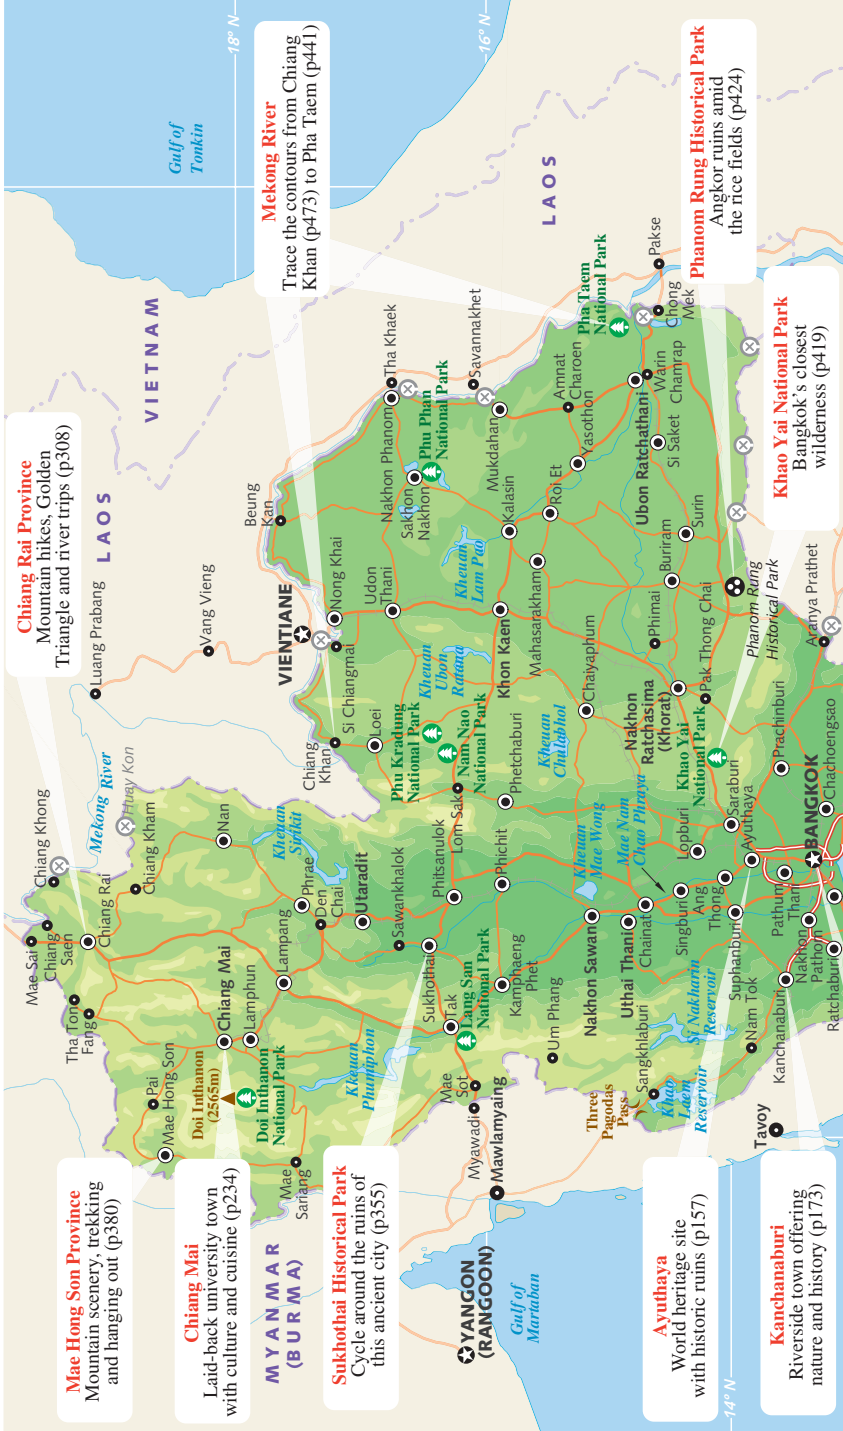 Mae Hong Son Province
Mountain scenery, trekking
and hanging out (p380)
Chiang Mai
Laid-back university town
with culture and cuisine (p234)
Sukhothai Historical Park
Cycle around the ruins of
this ancient city (p355)
Ayuthaya
World heritage site
with historic ruins (p157)
Kanchanaburi
Riverside town offering
nature and history (p173)
Chiang Rai Province
Mountain hikes, Golden
Triangle and river trips (p308)
Mekong River
Trace the contours from Chiang
Khan (p473) to Pha Taem (p441)
Phanom Rung Historical Park
Angkor ruins amid
the rice fields (p424)
Khao Yai National Park
Bangkok's closest
wilderness (p419)
MYANMAR
(BURMA)
YANGON
(RANGOON)
Gulf of
Martaban
Mawlamyaing
Myawadi
Tavoy
Three
Pagodas
Pass
14° N
16° N
18° N
Gulf of
Tonkin
VIETNAM
LAOS
LAOS
Mae Sai
Chiang
Saen
Chiang Khong
Chiang Rai
Mekong River
Huay Kon
Chiang Kham
Nan
Tha Ton
Fang
Pai
Mae Hong Son
Doi Inthanon
(2565m)
Doi Inthanon
National Park
Chiang Mai
Lamphun
Lampang
Mae
Sariang
Phrae
Den
Chai
Kheuan
Sirikit
Utaradit
Sawankhalok
Sukhothai
Phitsanulok
Lom Sak
Kheuan
Phumiphon
Tak
Lang San
National Park
Mae
Sot
Kamphaeng
Phet
Phichit
Phetchaburi
Um Phang
Nakhon Sawan
Kheuan
Mae Wong
Uthai Thani
Chainat
Mae Nam
Chao Phraya
Sangkhlaburi
Khao
Laem
Reservoir
Si Nakharin
Reservoir
Singburi
Ang
Thong
Lopburi
Suphanburi
Saraburi
Ayuthaya
Nam Tok
Kanchanaburi
Pathum
Thani
Nakhon
Pathom
BANGKOK
Ratchaburi
Chachoengsao
Prachinburi
Aranya Prathet
Luang Prabang
Vang Vieng
VIENTIANE
Nong Khai
Si Chiangmai
Chiang
Khan
Loei
Beung
Kan
Udon
Thani
Phu Kradung
National Park
Nam Nao
National Park
Kheuan
Ubon
Ratana
Kheuan
Lam Pao
Khon Kaen
Kheuan
Chulabhol
Chaiyaphum
Mahasarakham
Kalasin
Roi Et
Nakhon Phanom
Tha Khaek
Sakhon
Nakhon
Phu Phan
National Park
Savannakhet
Mukdahan
Amnat
Charoen
Yasothon
Pha Taem
National Park
Pakse
Chong
Mek
Warin
Chamrap
Ubon Ratchathani
Si Saket
Surin
Buriram
Phimai
Nakhon
Ratchasima
(Khorat)
Pak Thong Chai
Khao Yai
National Park
Phanom Rung
Historical Park